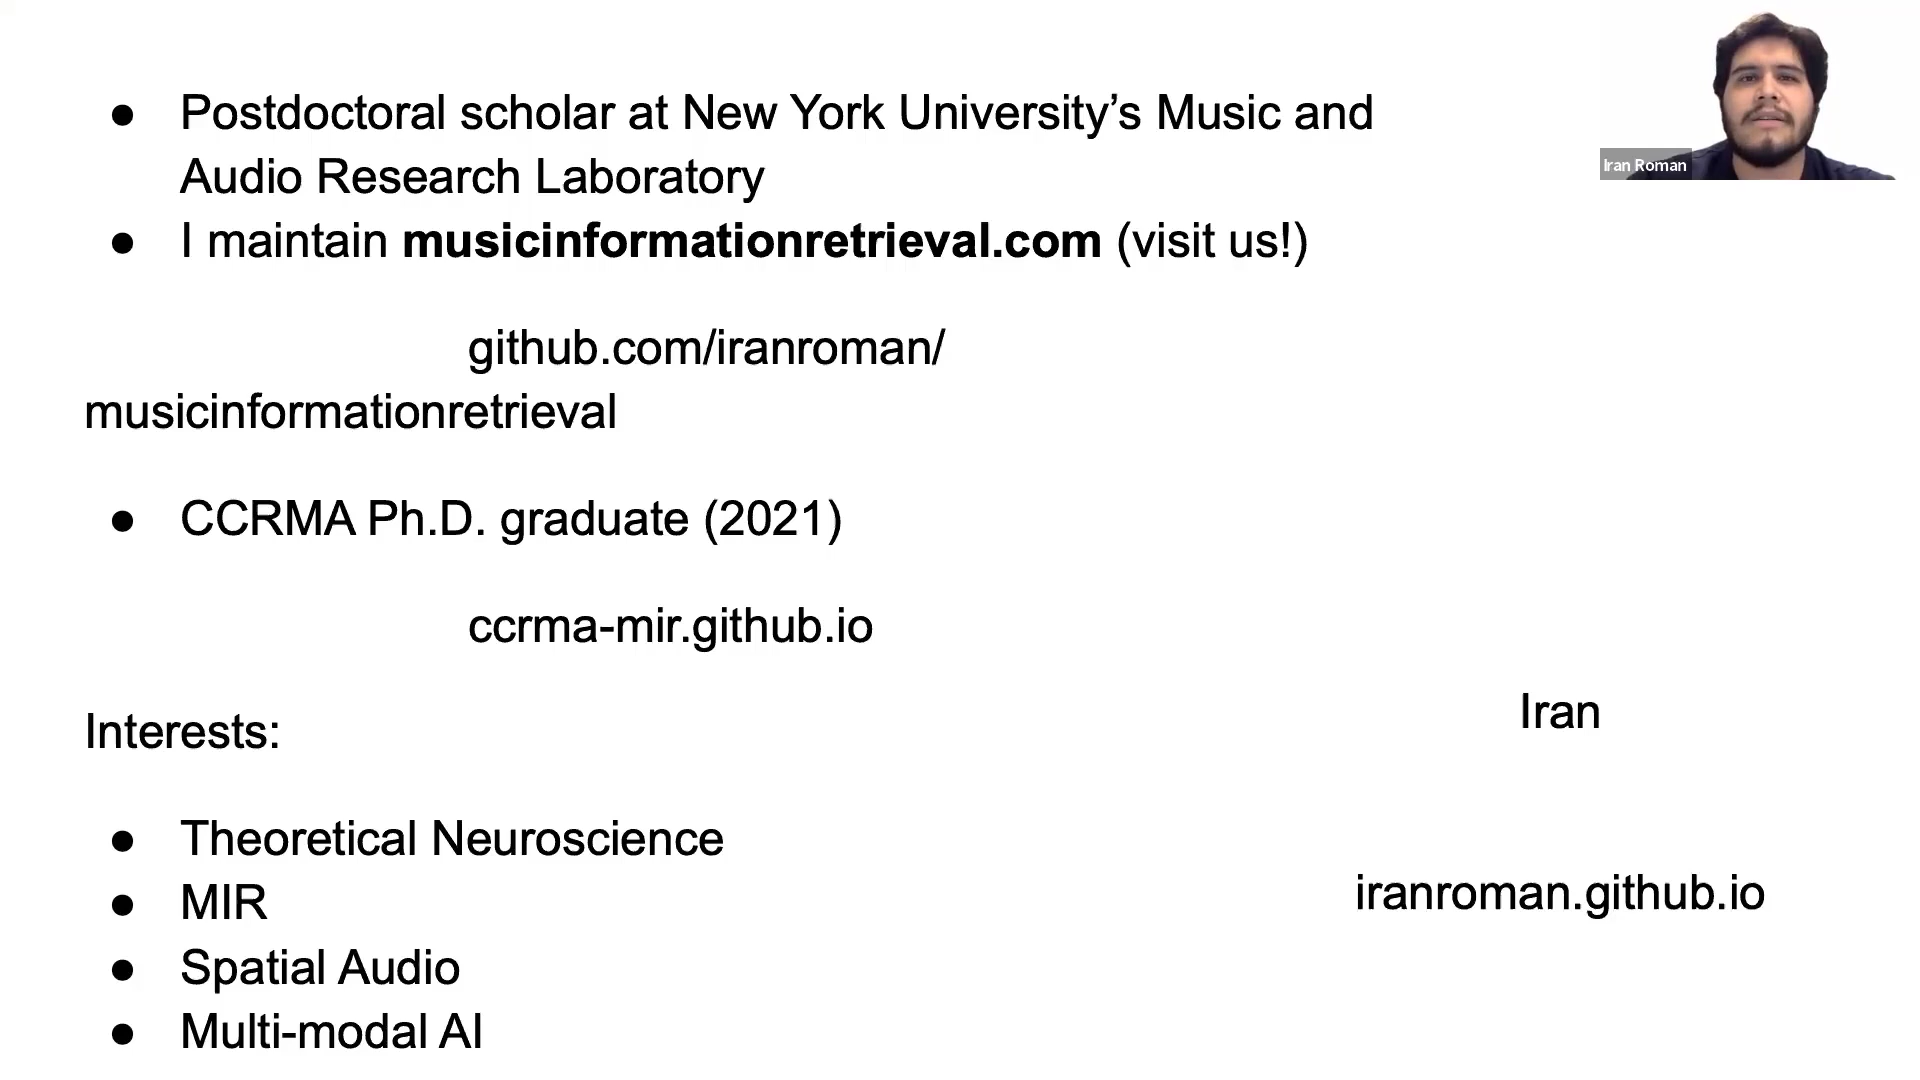 ● Postdoctoral scholar at New York University’s Music and
Audio Research Laboratory
● I maintain musicinformationretrieval.com (visit us!)
github.com/iranroman/
musicinformationretrieval
● CCRMA Ph.D. graduate (2021)
ccrma-mir.github.io
Interests:
● Theoretical Neuroscience
● MIR
● Spatial Audio
● Multi-modal AI
Iran
iranroman.github.io
Iran Roman